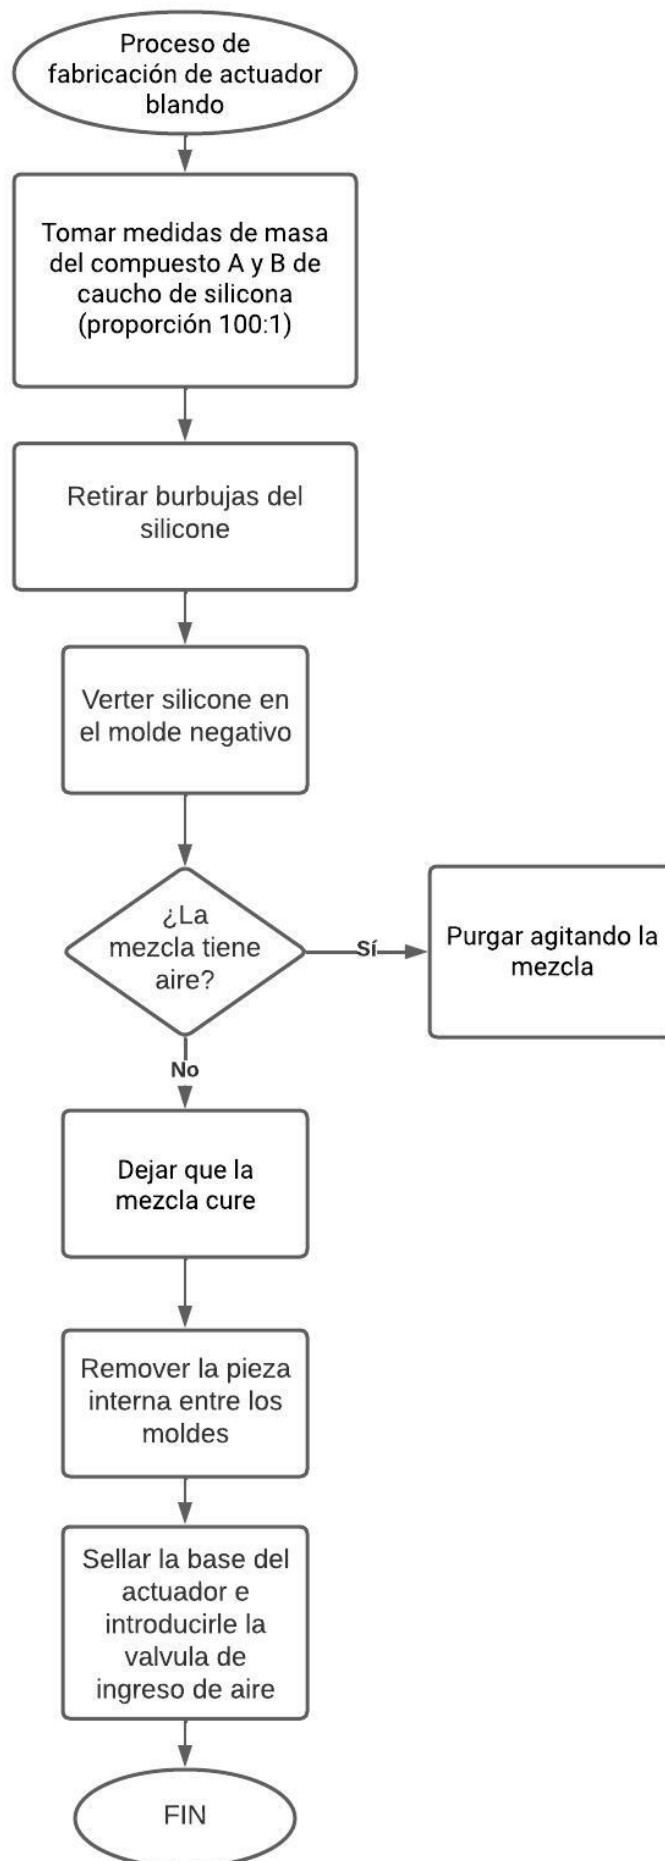 Proceso de
fabricación de actuador
blando
Tomar medidas de masa
del compuesto A y B de
caucho de silicona
(proporción 100:1)
Retirar burbujas del
silicone
Verter silicone en
el molde negativo
¿La
mezcla tiene
aire?
Sí
Purgar agitando la
mezcla
No
Dejar que la
mezcla cure
Remover la pieza
interna entre los
moldes
Sellar la base del
actuador e
introducirle la
valvula de
ingreso de aire
FIN